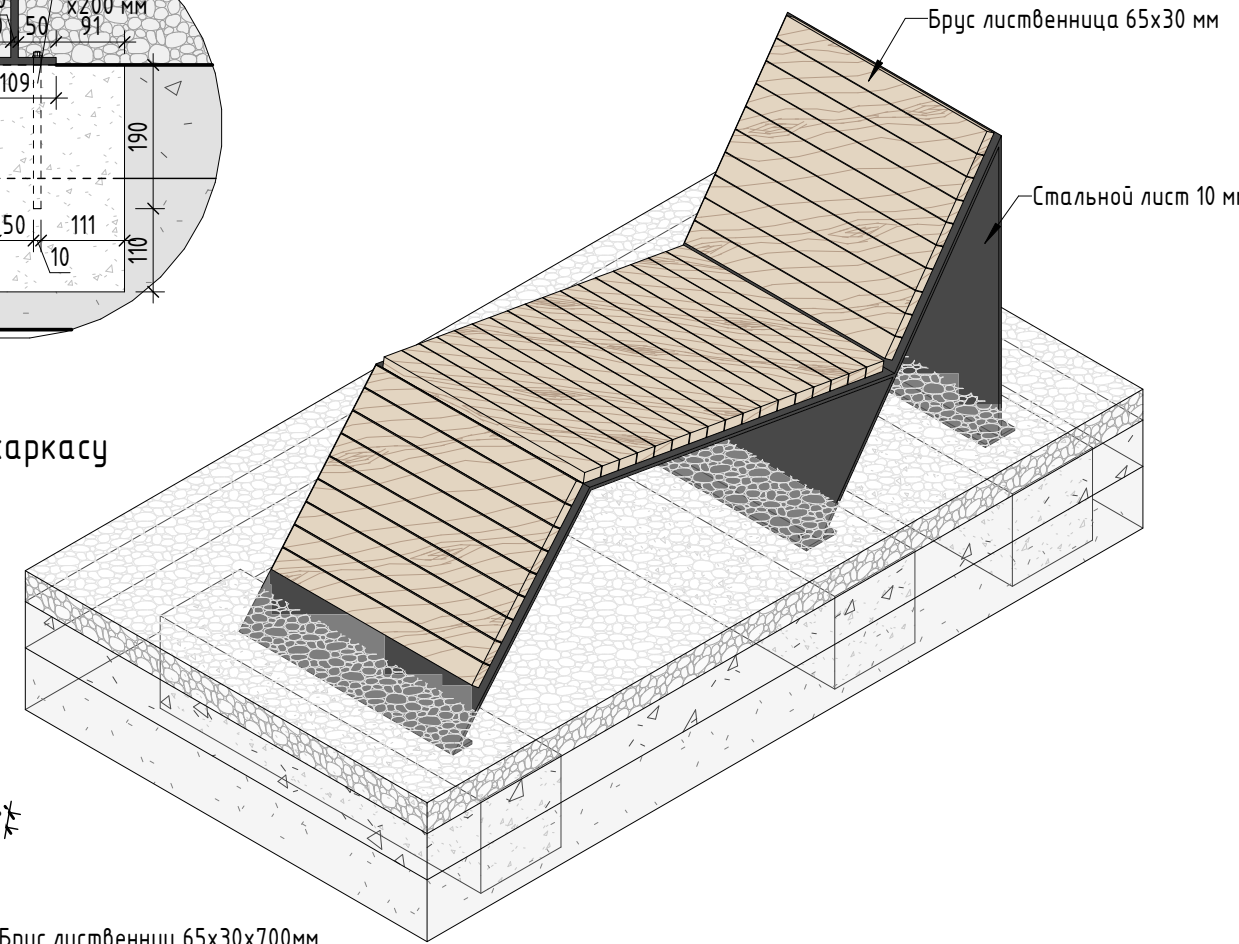 x200 мм
50 91
109
190
50 111
10
110
Брус лиственница 65x30 мм
Стальной лист 10
каркасу
Брус лиственниц 65x30x700мм